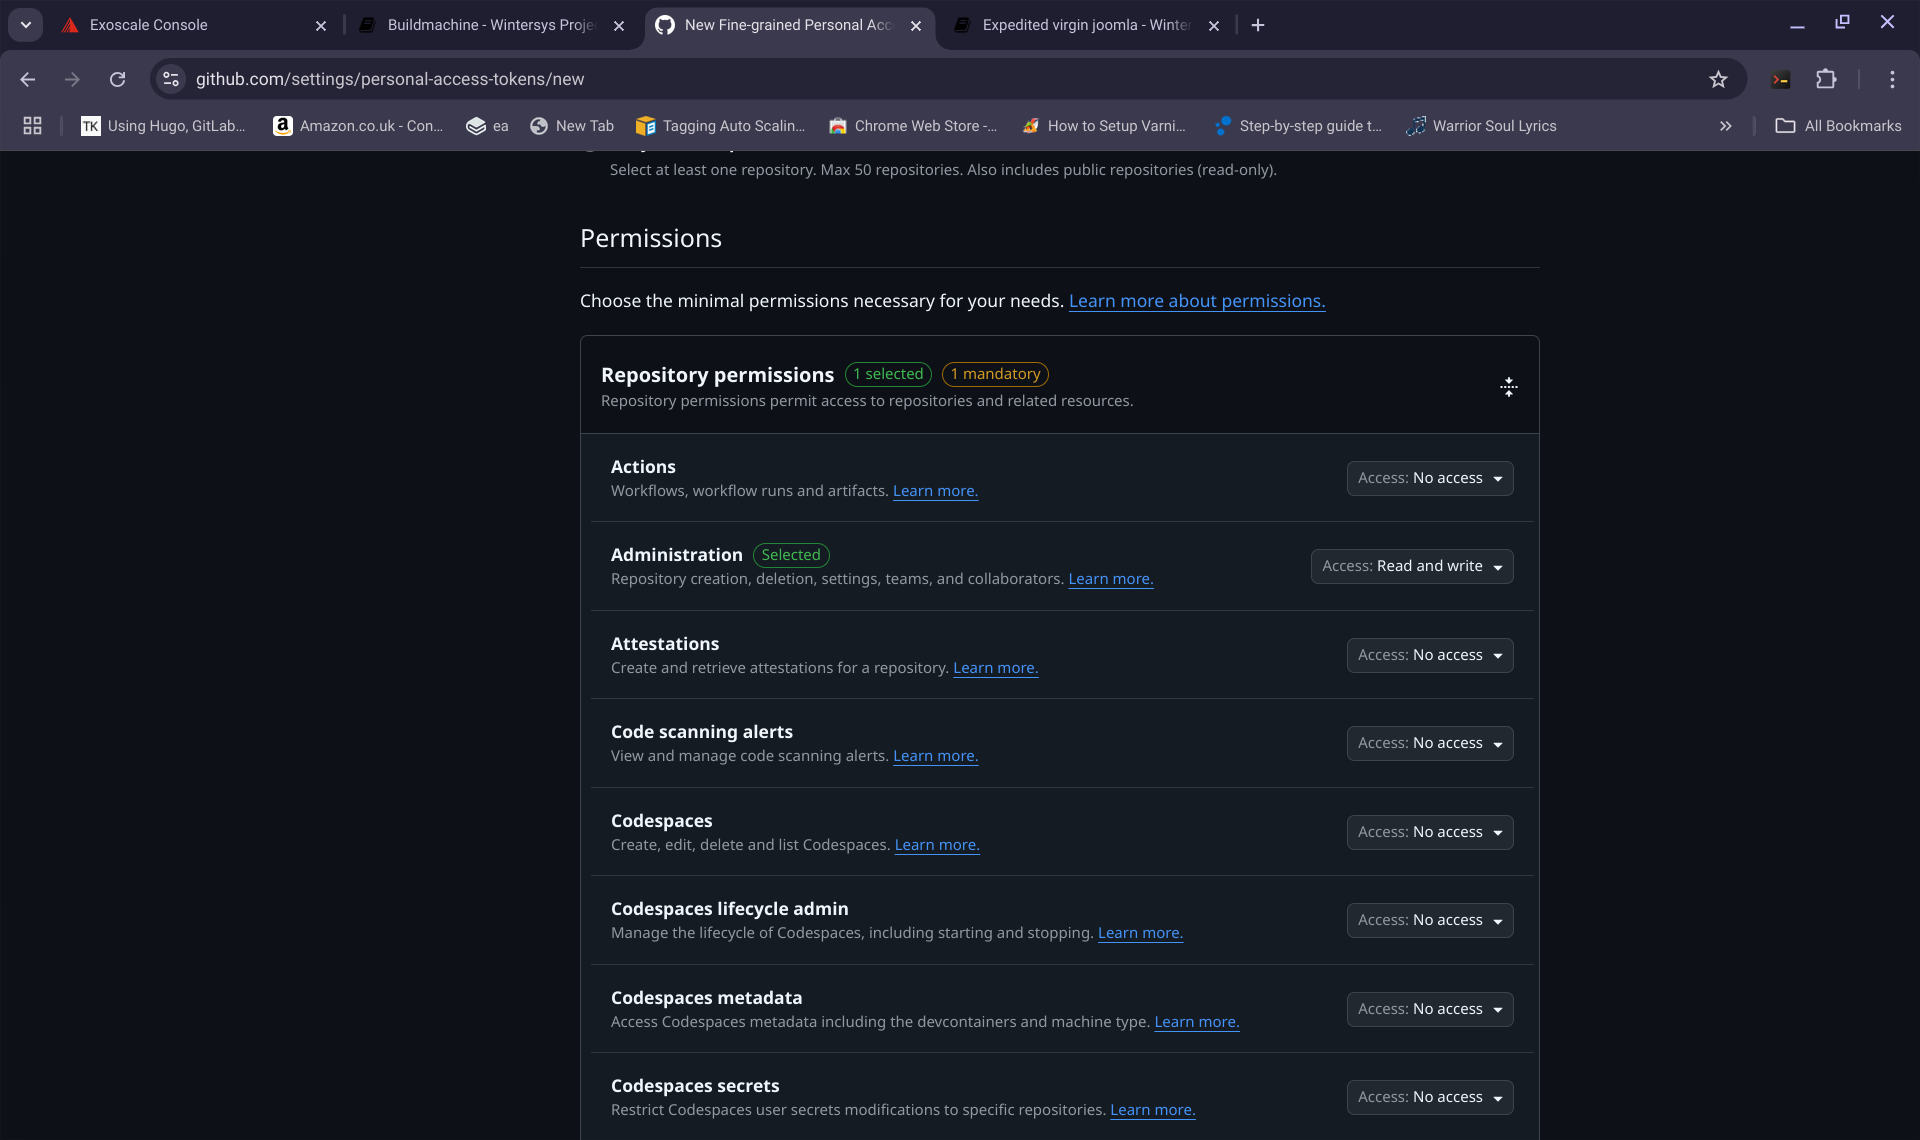 Exoscale Console
Buildmachine - Wintersys Proje
New Fine-grained Personal Acc
Expedited virgin joomla - Winter
github.com/settings/personal-access-tokens/new
TK Using Hugo, GitLab...
a Amazon.co.uk - Con...
ea
New Tab
Tagging Auto Scalin...
Chrome Web Store -...
How to Setup Varni...
Step-by-step guide t...
Warrior Soul Lyrics
All Bookmarks
Select at least one repository. Max 50 repositories. Also includes public repositories (read-only).
Permissions
Choose the minimal permissions necessary for your needs. Learn more about permissions.
Repository permissions 1 selected 1 mandatory
Repository permissions permit access to repositories and related resources.
Actions
Workflows, workflow runs and artifacts. Learn more.
Access: No access
Administration Selected
Repository creation, deletion, settings, teams, and collaborators. Learn more.
Access: Read and write
Attestations
Create and retrieve attestations for a repository. Learn more.
Access: No access
Code scanning alerts
View and manage code scanning alerts. Learn more.
Access: No access
Codespaces
Create, edit, delete and list Codespaces. Learn more.
Access: No access
Codespaces lifecycle admin
Manage the lifecycle of Codespaces, including starting and stopping. Learn more.
Access: No access
Codespaces metadata
Access Codespaces metadata including the devcontainers and machine type. Learn more.
Access: No access
Codespaces secrets
Restrict Codespaces user secrets modifications to specific repositories. Learn more.
Access: No access